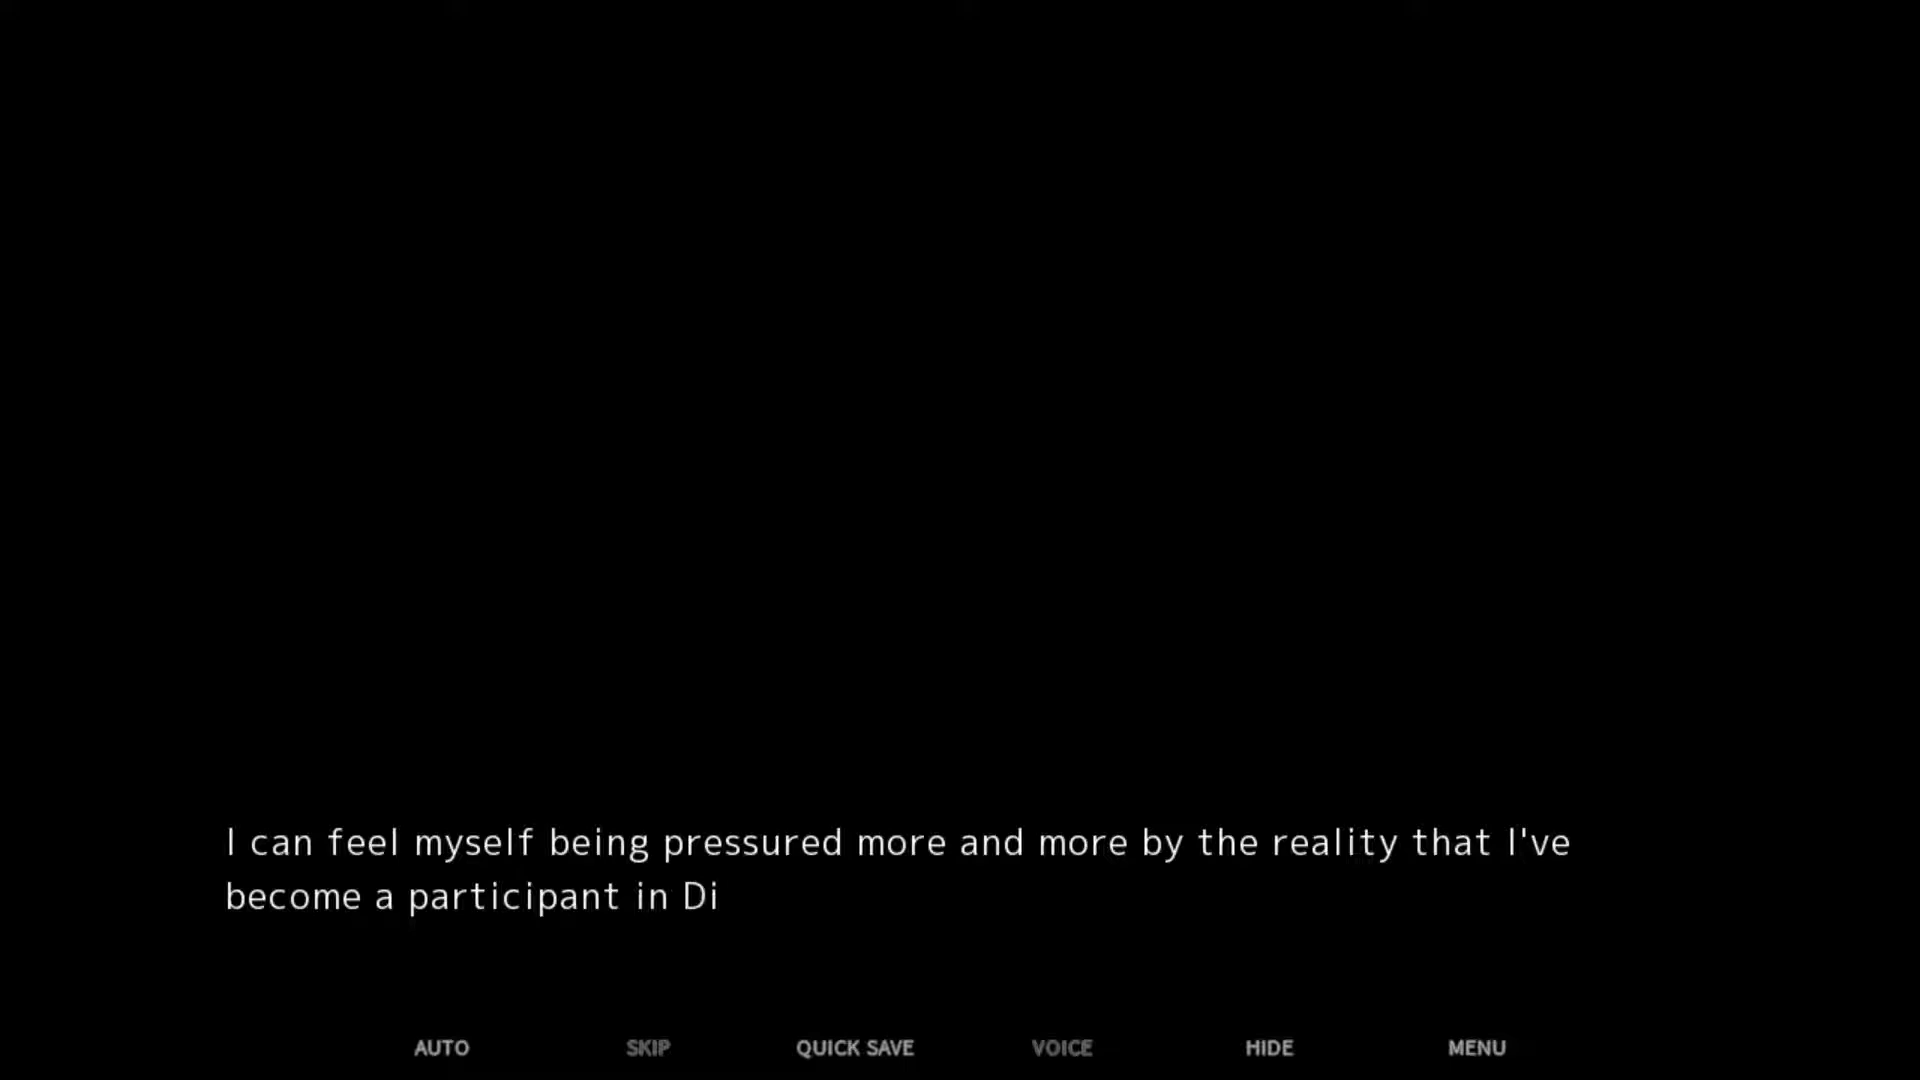 I can feel myself being pressured more and more by the reality that I've
become a participant in Di
AUTO SKIP QUICK SAVE VOICE HIDE MENU